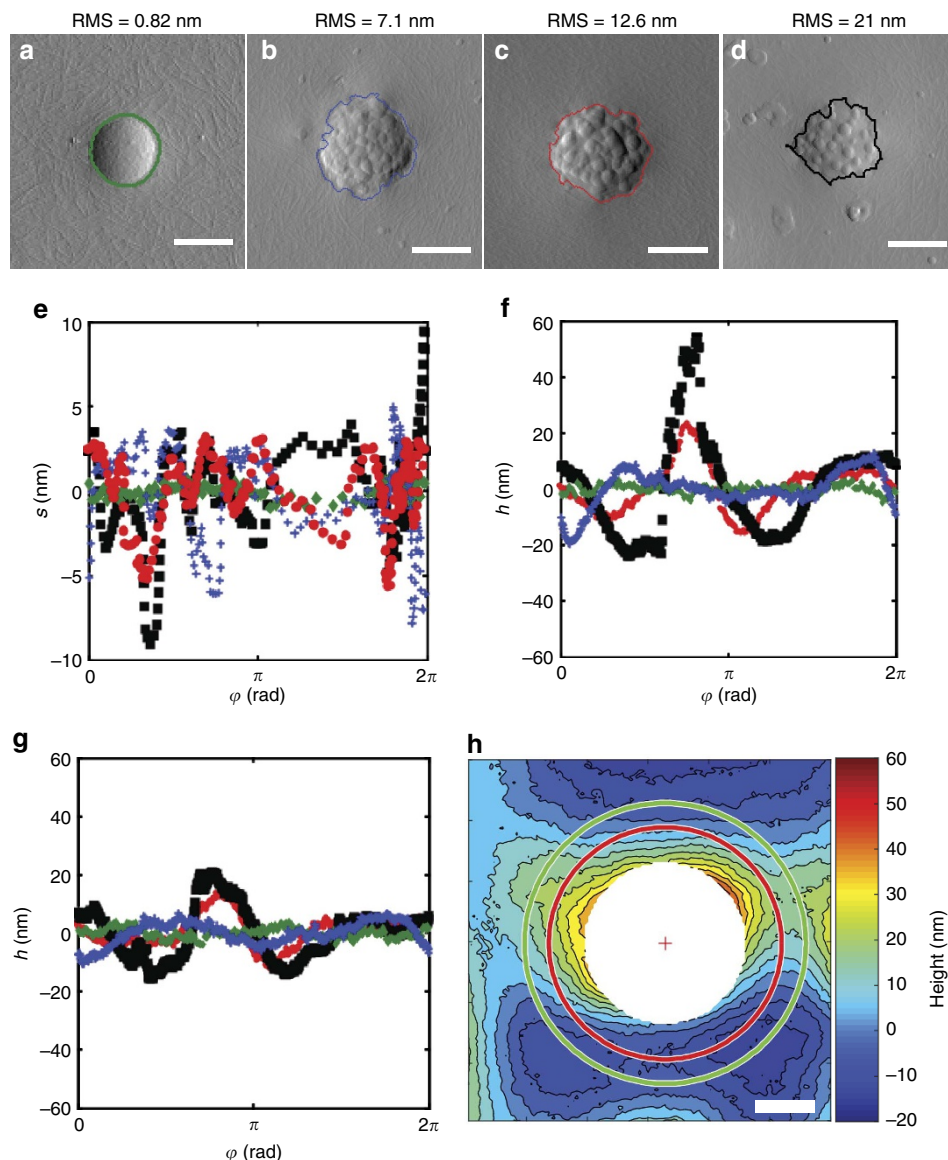 RMS = 0.82 nm
RMS = 7.1 nm
RMS = 12.6 nm
RMS = 21 nm
a
b
c
d
e
10
5
0
−5
−10
s (nm)
0
π
2π
φ (rad)
f
60
40
20
0
−20
−40
−60
h (nm)
0
π
2π
φ (rad)
g
60
40
20
0
−20
−40
−60
h (nm)
0
π
2π
φ (rad)
h
60
50
40
30
20
10
0
−10
−20
Height (nm)